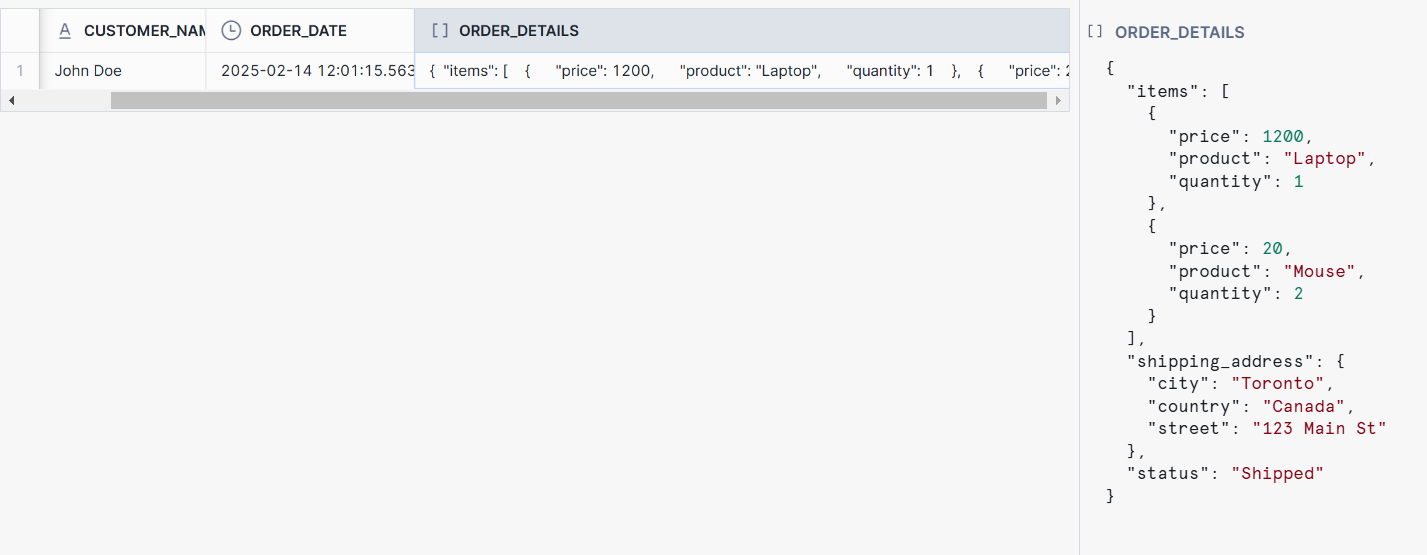 A CUSTOMER_NAM ORDER_DATE [ ] ORDER_DETAILS
1 John Doe 2025-02-14 12:01:15.563 { "items": [ { "price": 1200, "product": "Laptop", "quantity": 1 }, { "price": 2
[ ] ORDER_DETAILS
{
"items": [
{
"price": 1200,
"product": "Laptop",
"quantity": 1
},
{
"price": 20,
"product": "Mouse",
"quantity": 2
}
],
"shipping_address": {
"city": "Toronto",
"country": "Canada",
"street": "123 Main St"
},
"status": "Shipped"
}